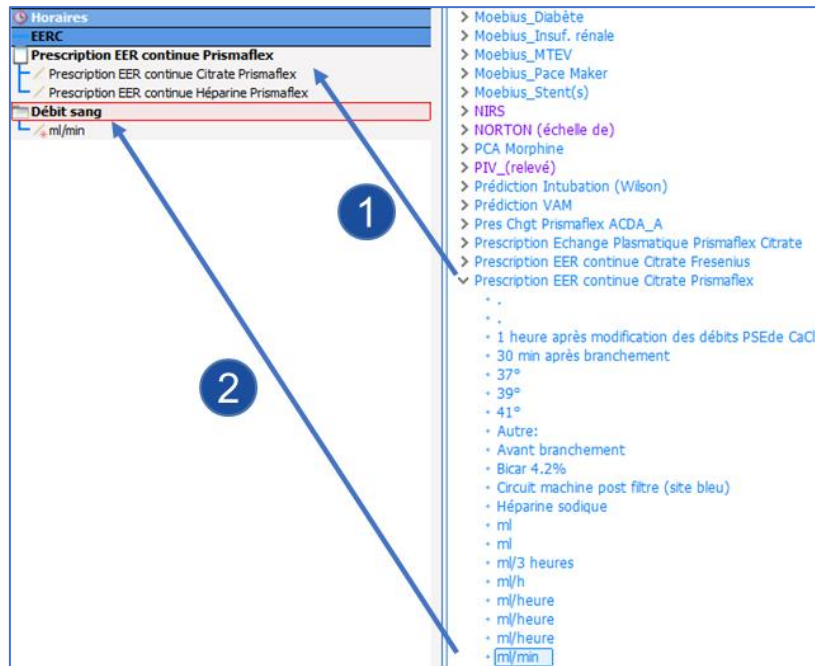 Horaires
EERC
Prescription EER continue Prismaflex
Prescription EER continue Citrate Prismaflex
Prescription EER continue Héparine Prismaflex
Débit sang
ml/min
1
2
Moebius_Diabète
Moebius_Insuf. rénale
Moebius_MTEV
Moebius_Pace Maker
Moebius_Stent(s)
NIRS
NORTON (échelle de)
PCA Morphine
PIV_(relevé)
Prédiction Intubation (Wilson)
Prédiction VAM
Pres Chgt Prismaflex ACDA_A
Prescription Echange Plasmatique Prismaflex Citrate
Prescription EER continue Citrate Fresenius
Prescription EER continue Citrate Prismaflex
.
.
1 heure après modification des débits PSEde CaCl
30 min après branchement
37°
39°
41°
Autre:
Avant branchement
Bicar 4.2%
Circuit machine post filtre (site bleu)
Héparine sodique
ml
ml
ml/3 heures
ml/h
ml/heure
ml/heure
ml/heure
ml/min